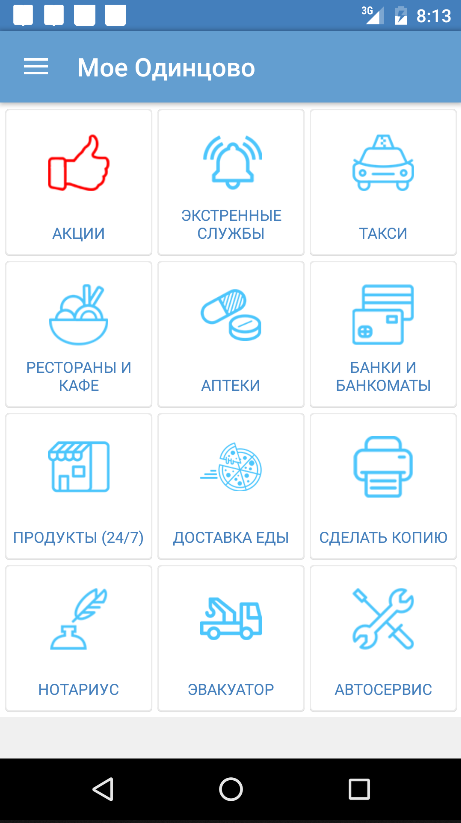 3G 8:13
Мое Одинцово
АКЦИИ
ЭКСТРЕННЫЕ
СЛУЖБЫ
ТАКСИ
РЕСТОРАНЫ И
КАФЕ
АПТЕКИ
БАНКИ И
БАНКОМАТЫ
ПРОДУКТЫ (24/7)
ДОСТАВКА ЕДЫ
СДЕЛАТЬ КОПИЮ
НОТАРИУС
ЭВАКУАТОР
АВТОСЕРВИС